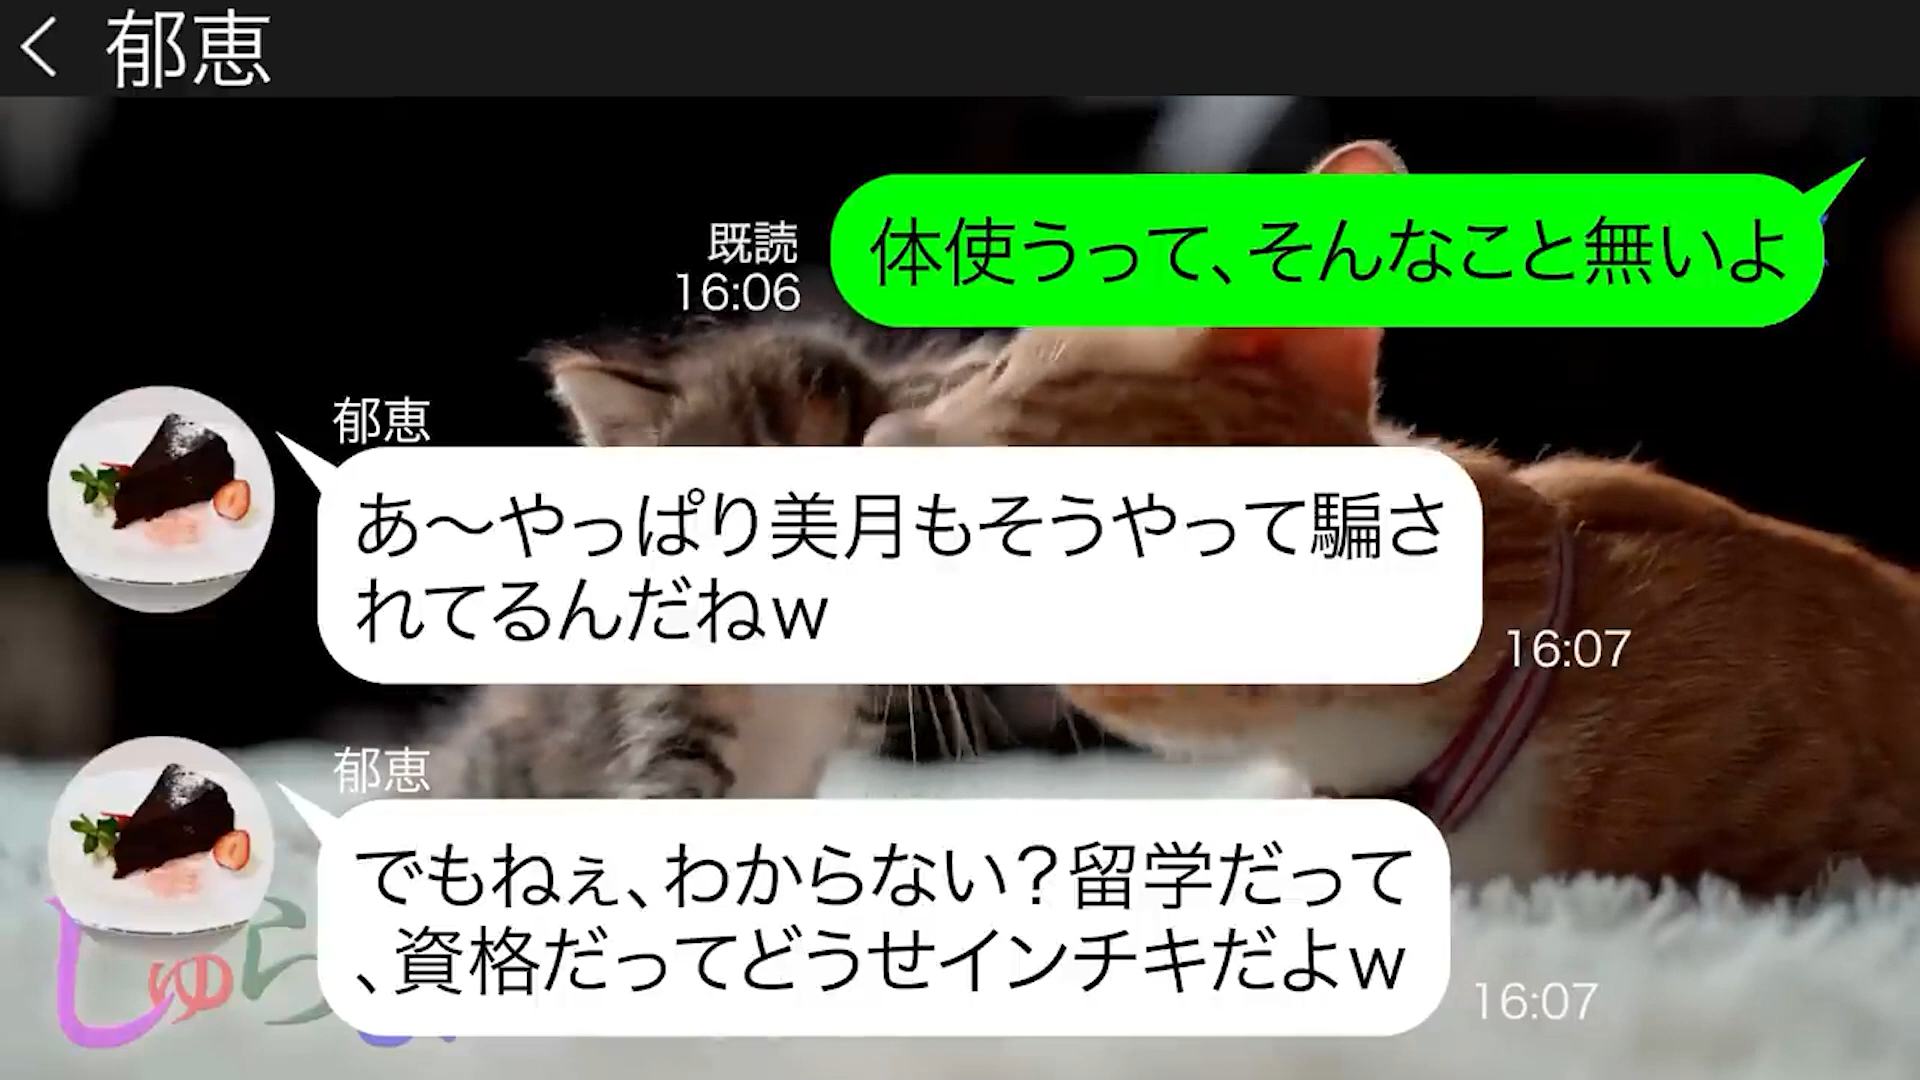 郁恵
体使うって、そんなこと無いよ
既読
16:06
郁恵
あ～やっぱり美月もそうやって騙さ
れてるんだねｗ
16:07
郁恵
でもねぇ、わからない？留学だって
、資格だってどうせインチキだよｗ
16:07
しゅら